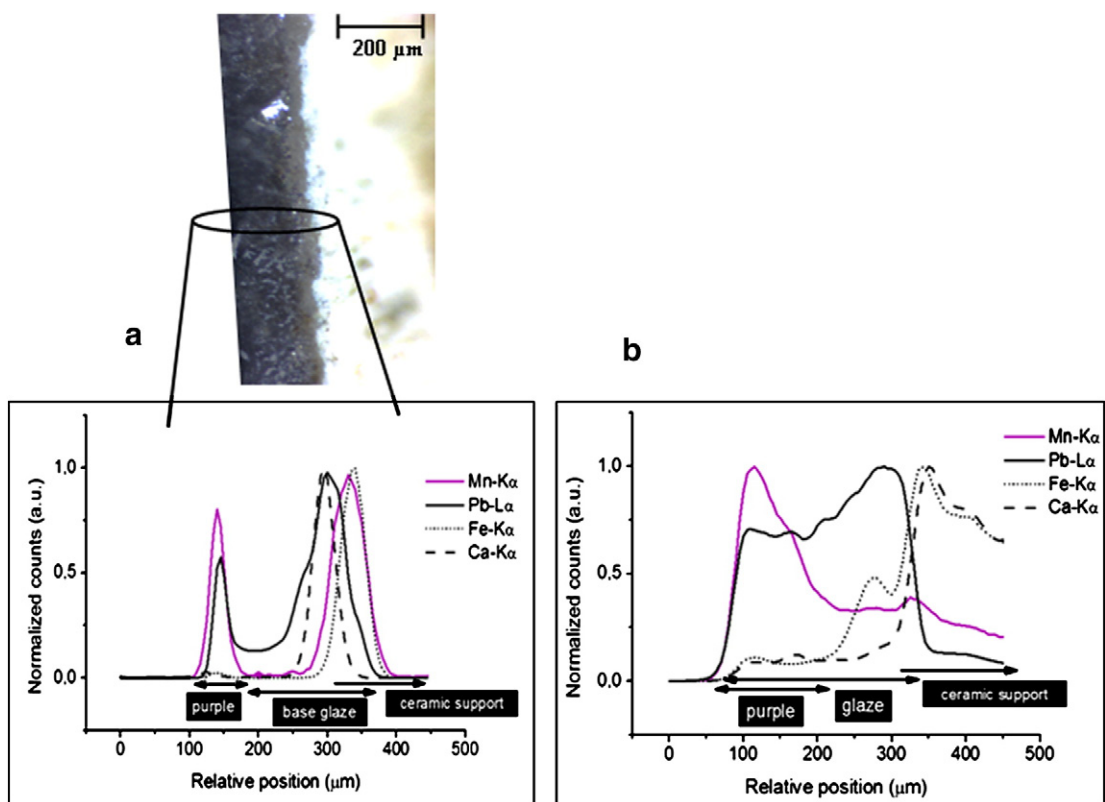 200 µm
a
b
Normalized counts (a.u.)
1.0
0.5
0.0
Mn-Kα
Pb-Lα
Fe-Kα
Ca-Kα
purple
base glaze
ceramic support
0 100 200 300 400 500
Relative position (µm)
Normalized counts (a.u.)
1.0
0.5
0.0
Mn-Kα
Pb-Lα
Fe-Kα
Ca-Kα
purple
glaze
ceramic support
0 100 200 300 400 500
Relative position (µm)